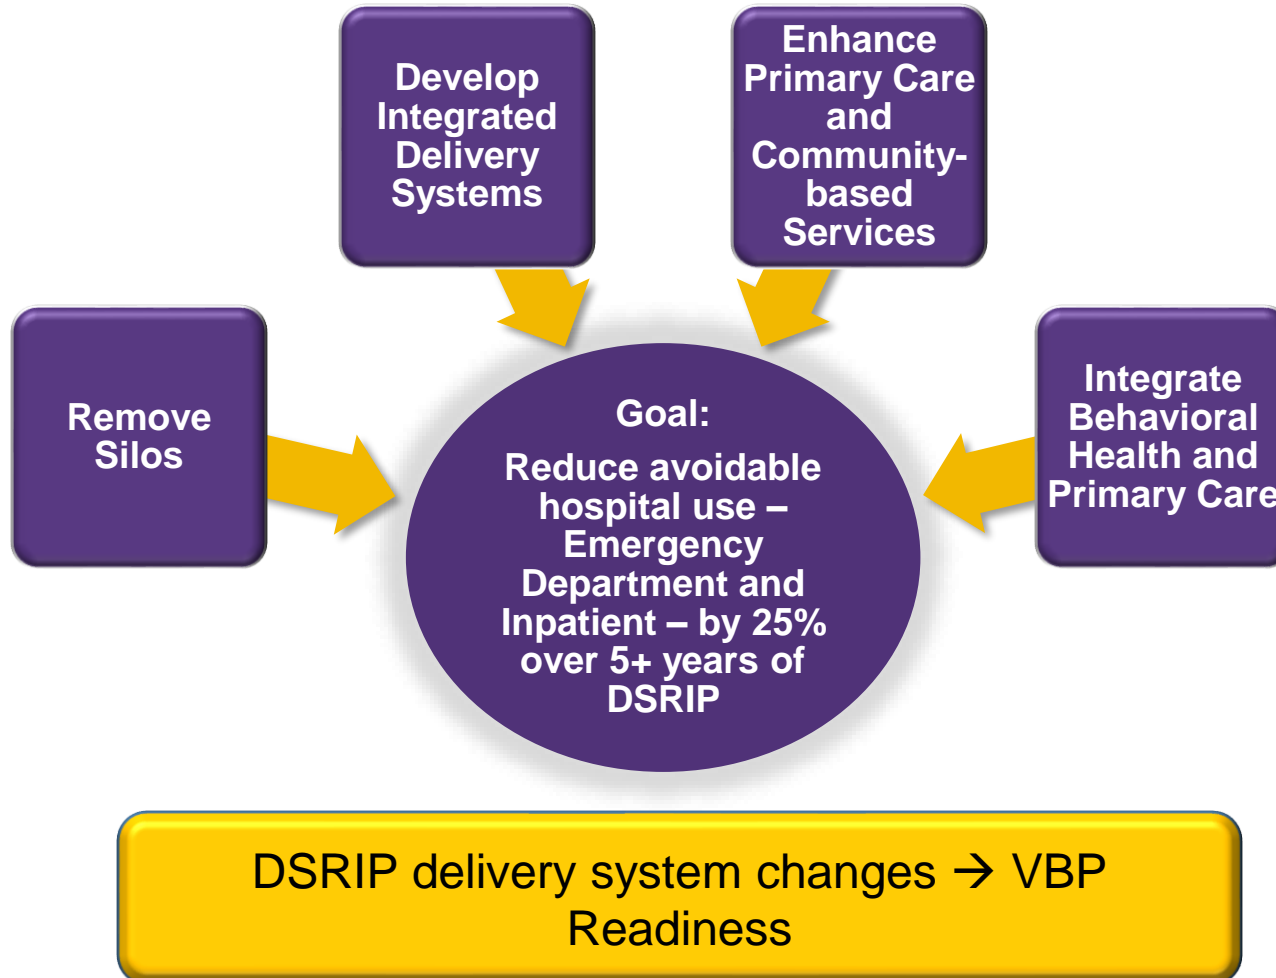 Develop
Integrated
Delivery
Systems
Enhance
Primary Care
and
Community-
based
Services
Remove
Silos
Integrate
Behavioral
Health and
Primary Care
Goal:
Reduce avoidable
hospital use –
Emergency
Department and
Inpatient – by 25%
over 5+ years of
DSRIP
DSRIP delivery system changes → VBP
Readiness